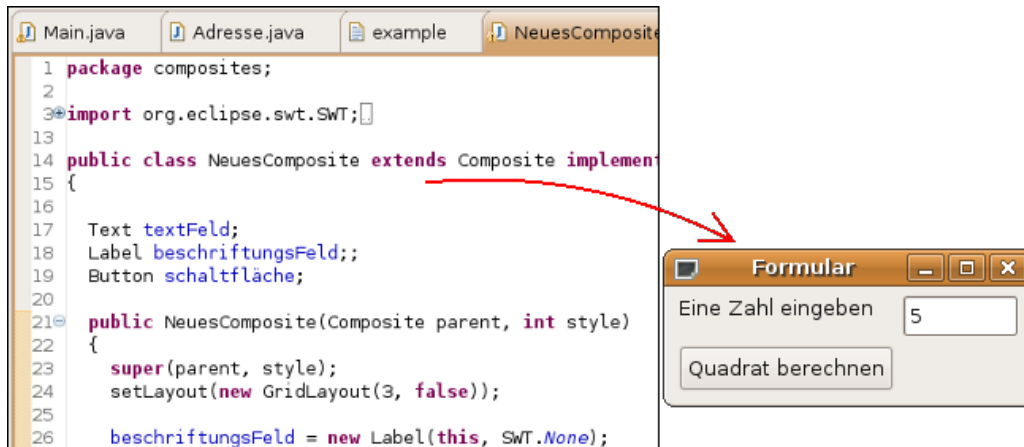 Main.java Adresse.java example NeuesComposite
1 package composites;
2
3 import org.eclipse.swt.SWT;
13
14 public class NeuesComposite extends Composite implement
15 {
16
17 Text textFeld;
18 Label beschriftungsFeld;;
19 Button schaltfläche;
20
21 public NeuesComposite(Composite parent, int style)
22 {
23 super(parent, style);
24 setLayout(new GridLayout(3, false));
25
26 beschriftungsFeld = new Label(this, SWT.None);
Formular
Eine Zahl eingeben 5
Quadrat berechnen